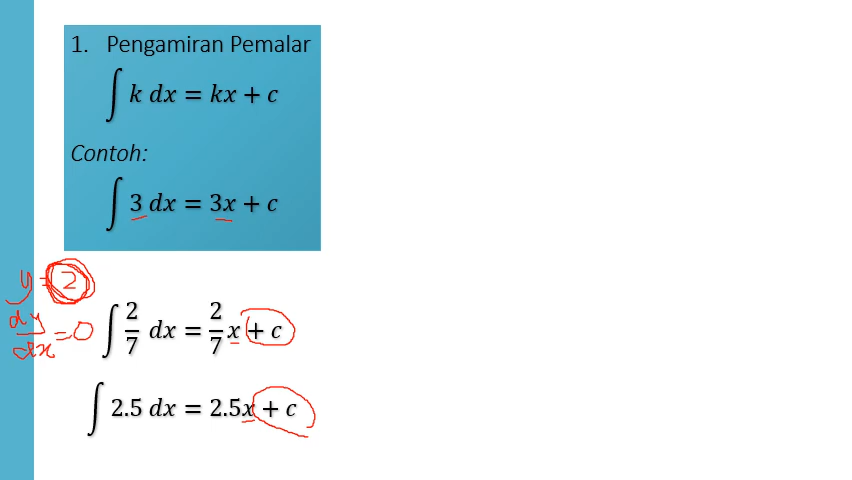 1. Pengamiran Pemalar
∫ k dx = kx + c
Contoh:
∫ 3 dx = 3x + c
y = 2
dy/dx = 0
∫ 2/7 dx = 2/7 x + c
∫ 2.5 dx = 2.5x + c